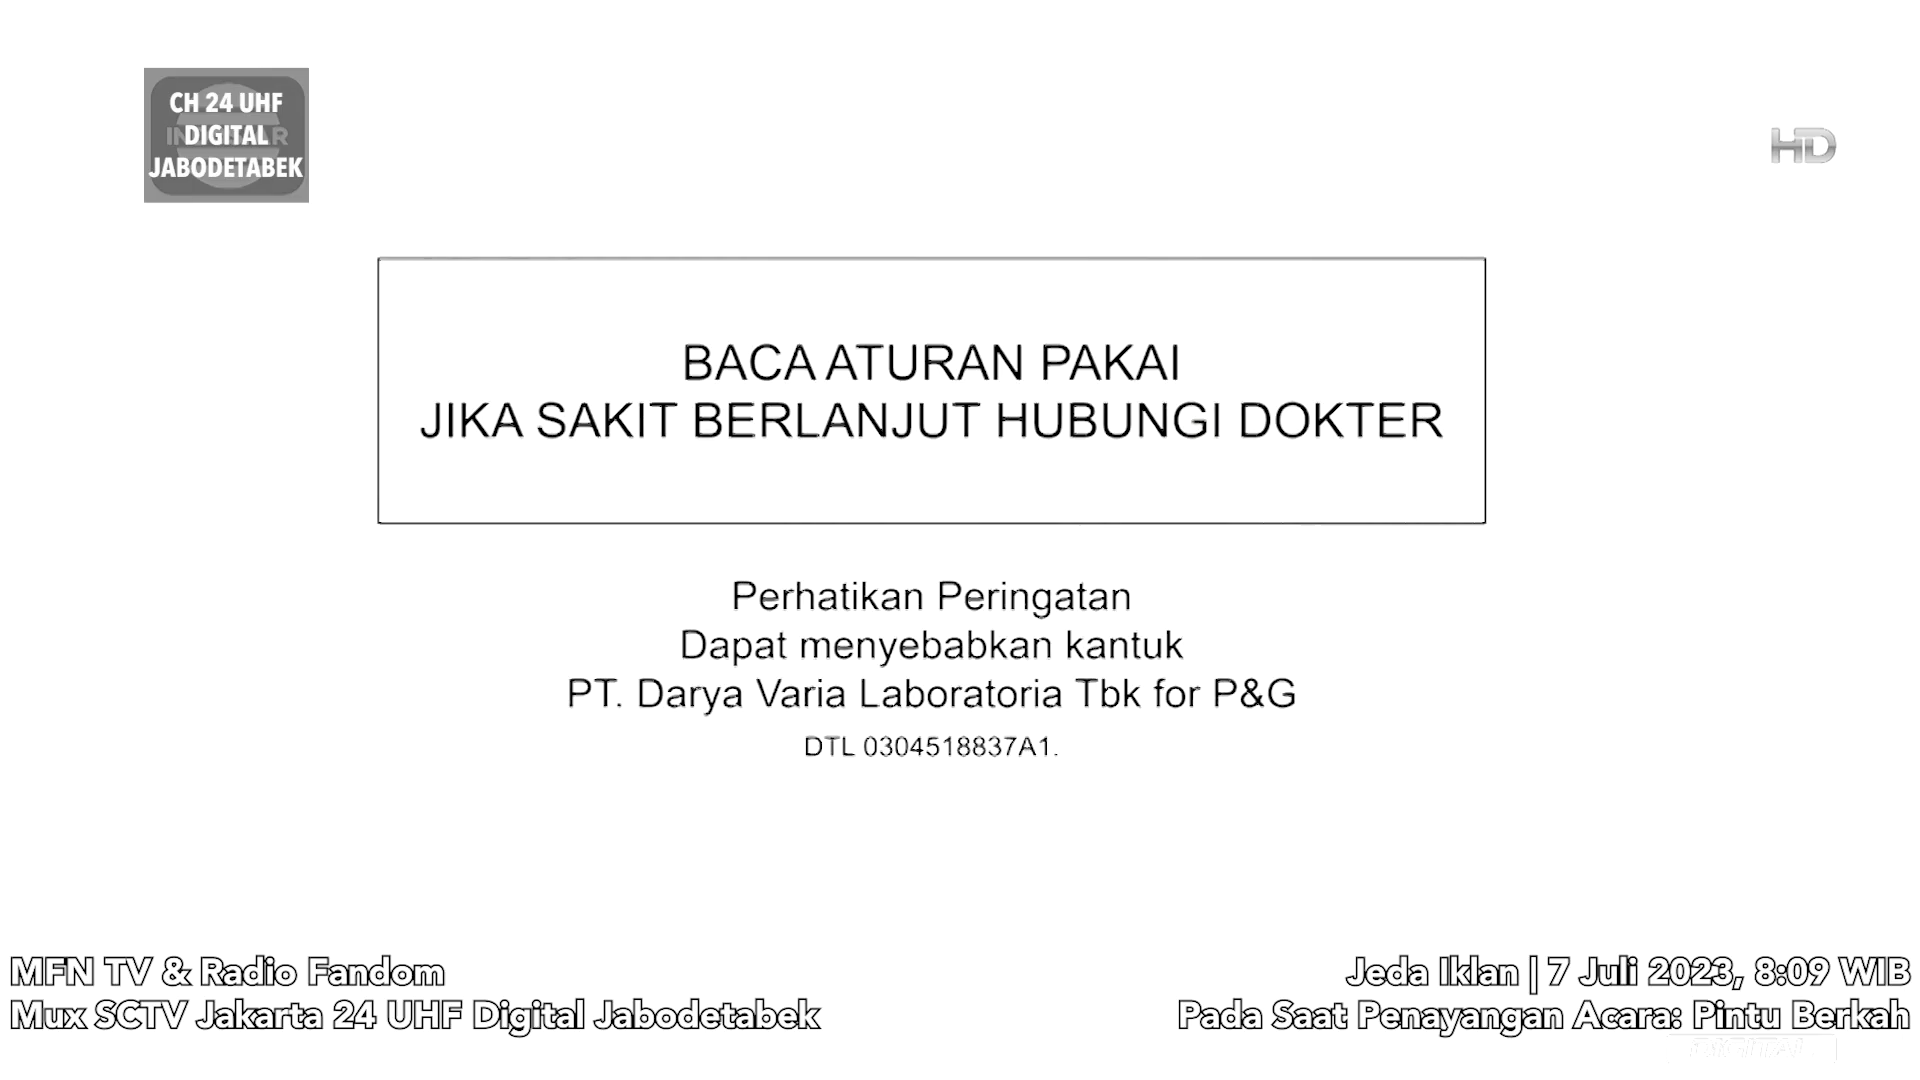 CH 24 UHF
DIGITAL
JABODETABEK
HD
BACA ATURAN PAKAI
JIKA SAKIT BERLANJUT HUBUNGI DOKTER
Perhatikan Peringatan
Dapat menyebabkan kantuk
PT. Darya Varia Laboratoria Tbk for P&G
DTL 0304518837A1.
MFN TV & Radio Fandom
Mux SCTV Jakarta 24 UHF Digital Jabodetabek
Jeda Iklan | 7 Juli 2023, 8:09 WIB
Pada Saat Penayangan Acara: Pintu Berkah